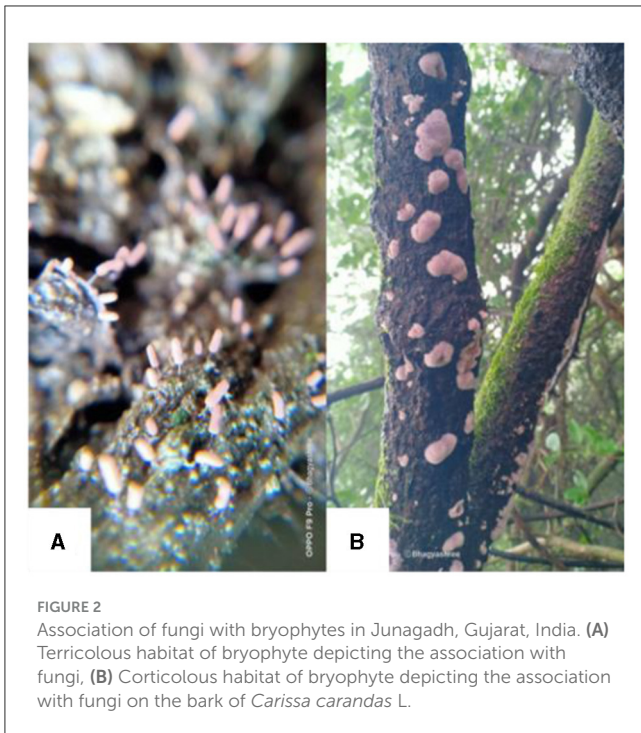 OPPO F9 Pro
A
B
©Bhagyashree
FIGURE 2
Association of fungi with bryophytes in Junagadh, Gujarat, India. (A)
Terricolous habitat of bryophyte depicting the association with
fungi, (B) Corticolous habitat of bryophyte depicting the association
with fungi on the bark of Carissa carandas L.